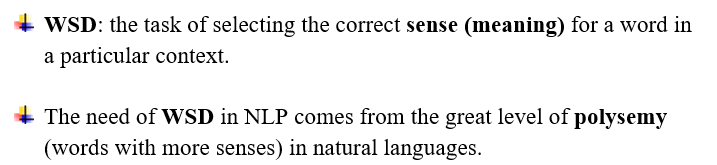 WSD: the task of selecting the correct sense (meaning) for a word in
a particular context.
The need of WSD in NLP comes from the great level of polysemy
(words with more senses) in natural languages.